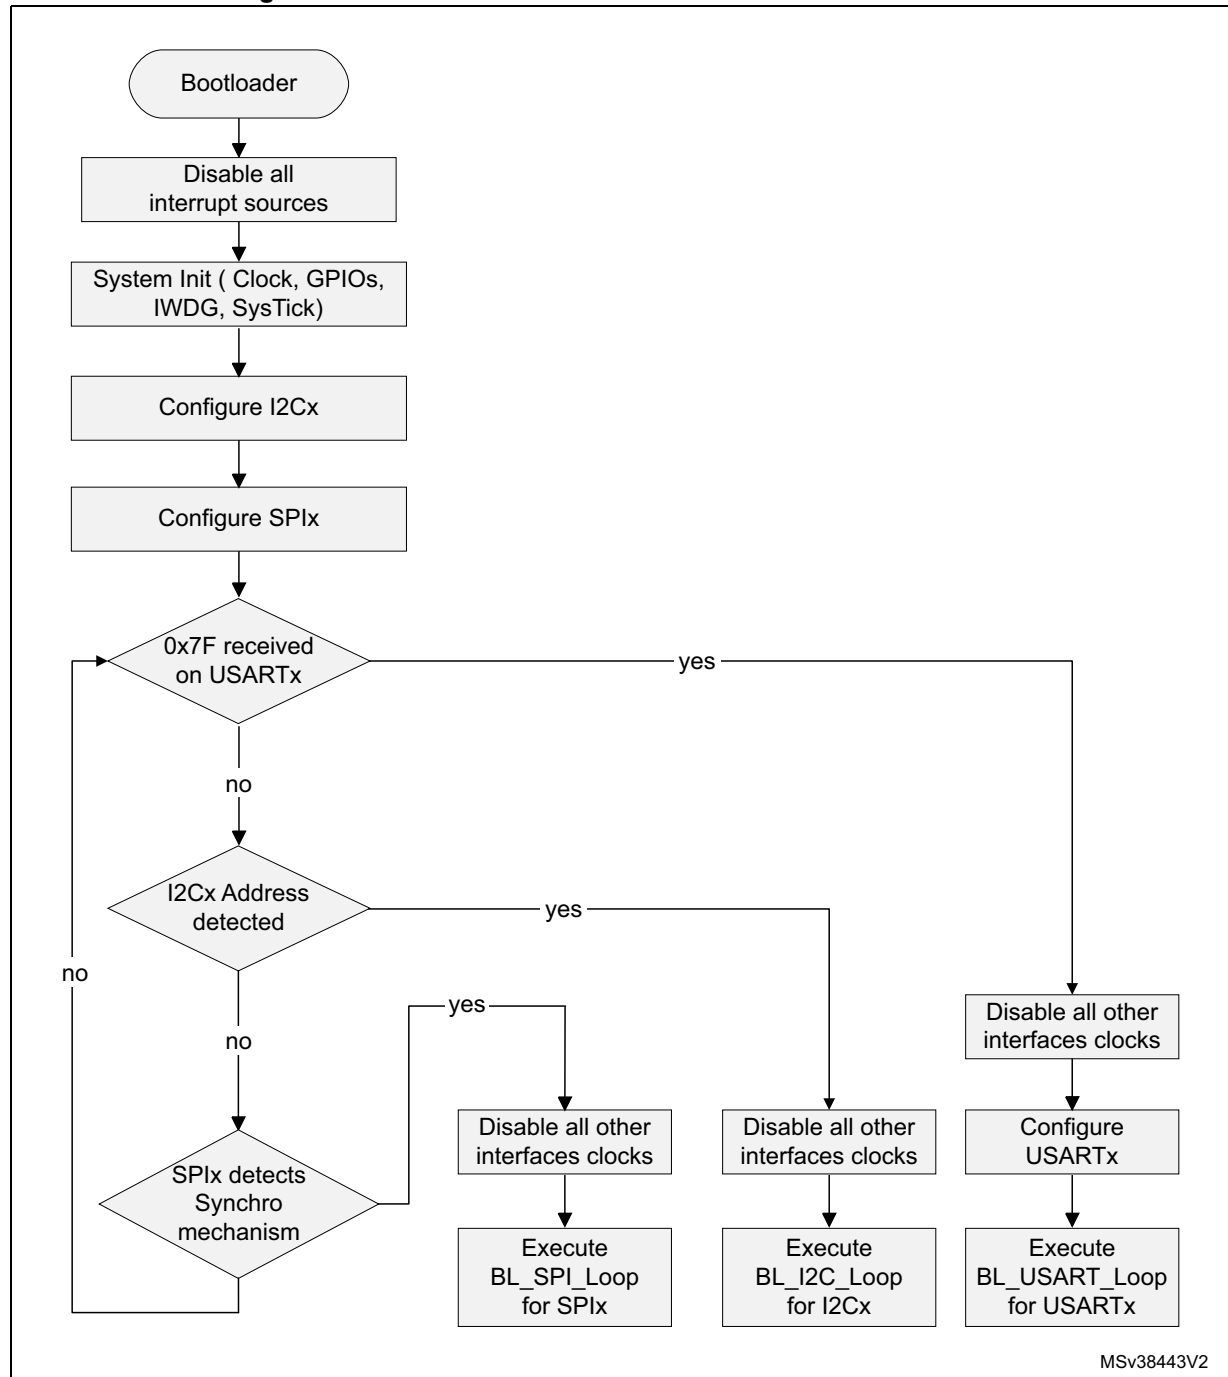 Bootloader
Disable all
interrupt sources
System Init ( Clock, GPIOs,
IWDG, SysTick)
Configure I2Cx
Configure SPIx
0x7F received
on USARTx
yes
no
I2Cx Address
detected
yes
no
yes
no
Disable all other
interfaces clocks
Disable all other
interfaces clocks
Disable all other
interfaces clocks
Configure
USARTx
SPIx detects
Synchro
mechanism
Execute
BL_SPI_Loop
for SPIx
Execute
BL_I2C_Loop
for I2Cx
Execute
BL_USART_Loop
for USARTx
MSv38443V2